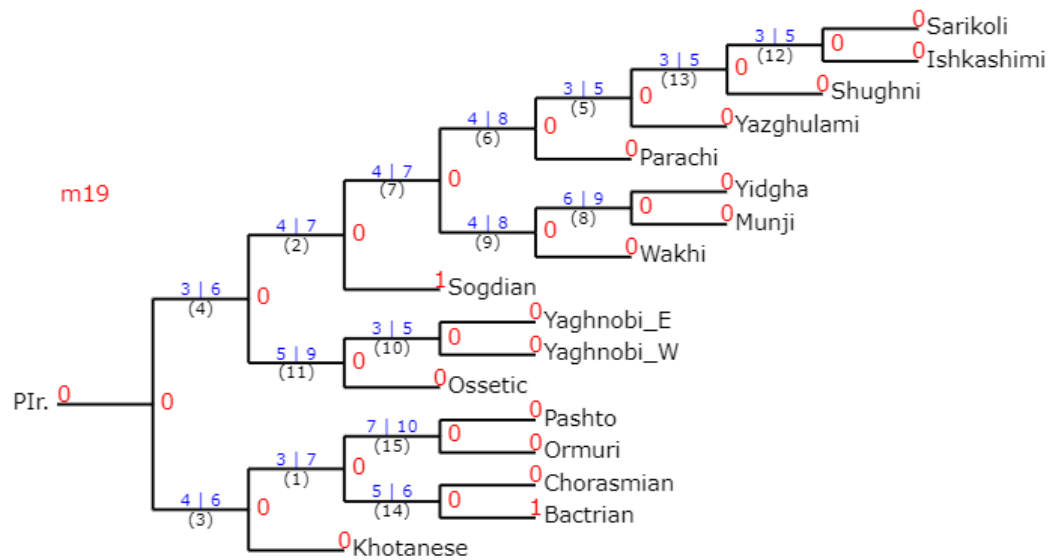 0 Sarikoli
3 | 5
(12)
0
0 Ishkashimi
3 | 5
(13)
0
0 Shughni
3 | 5
(5)
0
0 Yazghulami
4 | 8
(6)
0
0 Parachi
m19
4 | 7
(7)
0
6 | 9
(8)
0
0 Yidgha
0 Munji
4 | 8
(9)
0
0 Wakhi
4 | 7
(2)
0
1 Sogdian
3 | 6
(4)
0
3 | 5
(10)
0
0 Yaghnobi_E
0 Yaghnobi_W
5 | 9
(11)
0
0 Ossetic
PIr. 0
0
7 | 10
(15)
0
0 Pashto
0 Ormuri
3 | 7
(1)
0
5 | 6
(14)
0
0 Chorasmian
1 Bactrian
4 | 6
(3)
0
0 Khotanese